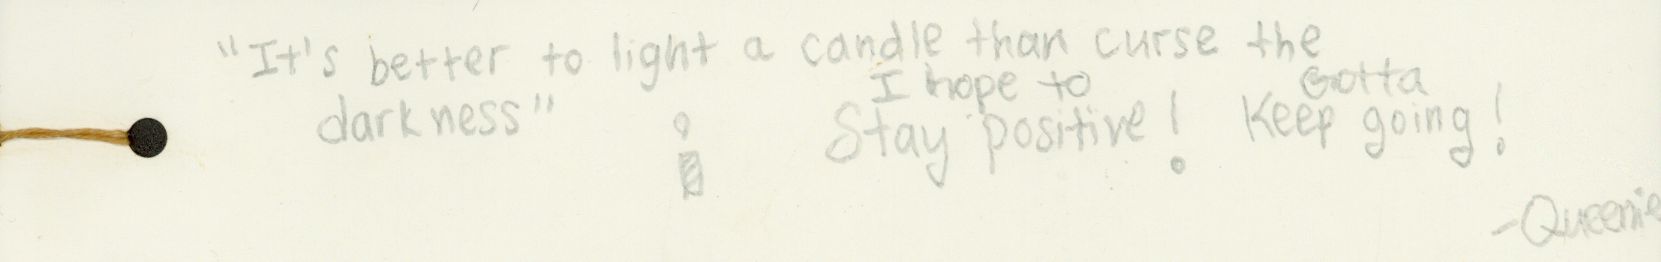 "It's better to light a candle than curse the
darkness"
I hope to
Stay positive!
Gotta
Keep going!
-Queenie